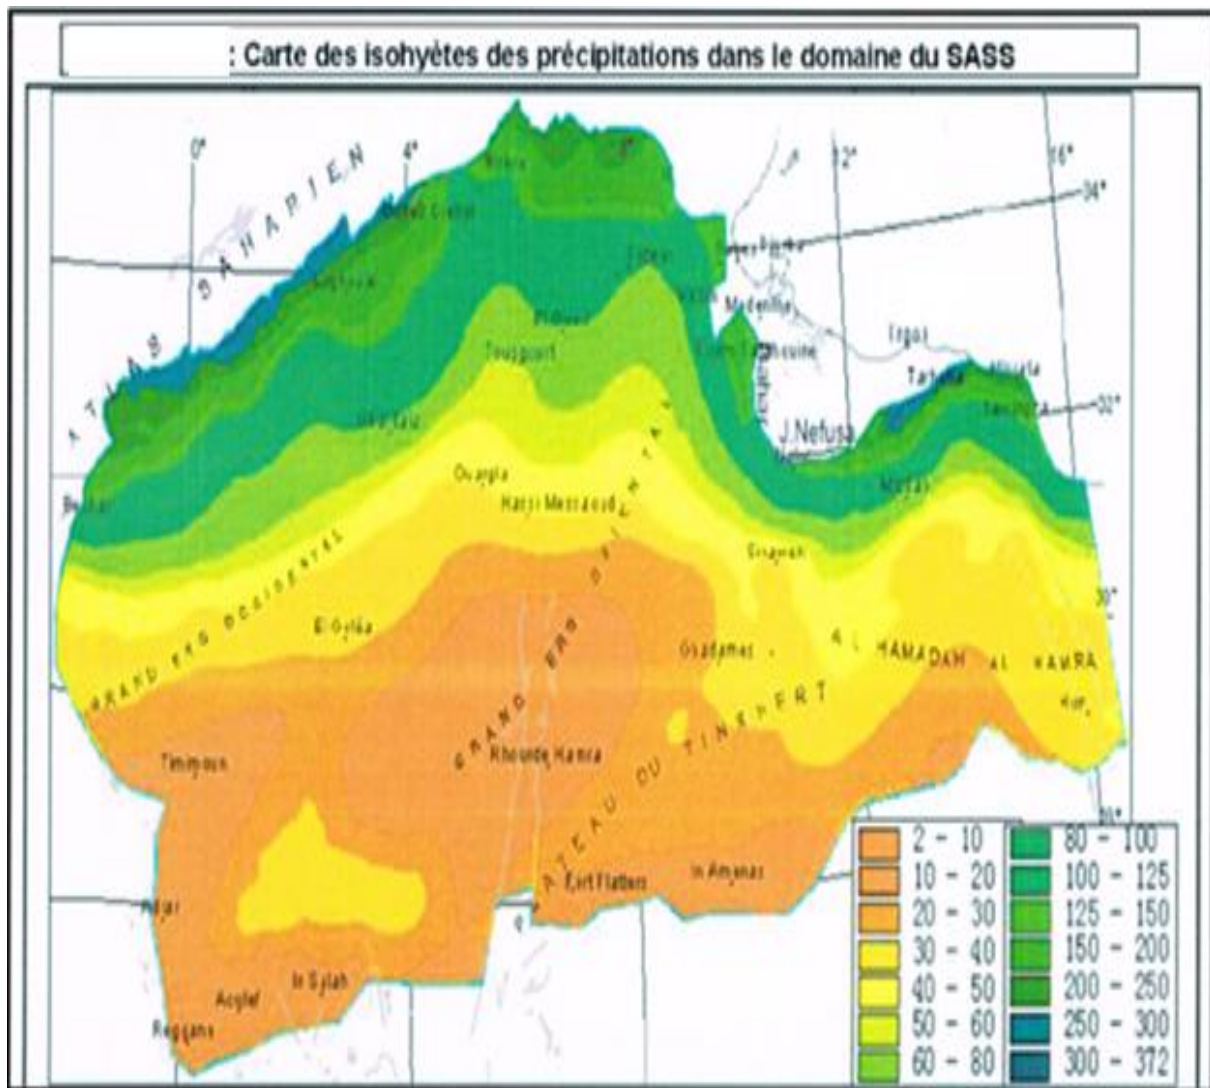 : Carte des isohyètes des précipitations dans le domaine du SASS
0°
4°
12°
16°
34°
ATLAS SAHARIEN
Medenine
Tarhuna
32°
J.Nefusa
Touggourt
Ouargla
Hassi Messaoud
GRAND ERG OCCIDENTAL
GRAND ERG ORIENTAL
El Goléa
Ghadames
AL HAMADAH AL HAMRA
PLATEAU DU TINRHERT
Timimoun
Rhourde Hamra
Fort Flatters
In Amenas
Adrar
In Salah
Aoulef
Reggane
2 - 10
10 - 20
20 - 30
30 - 40
40 - 50
50 - 60
60 - 80
80 - 100
100 - 125
125 - 150
150 - 200
200 - 250
250 - 300
300 - 372